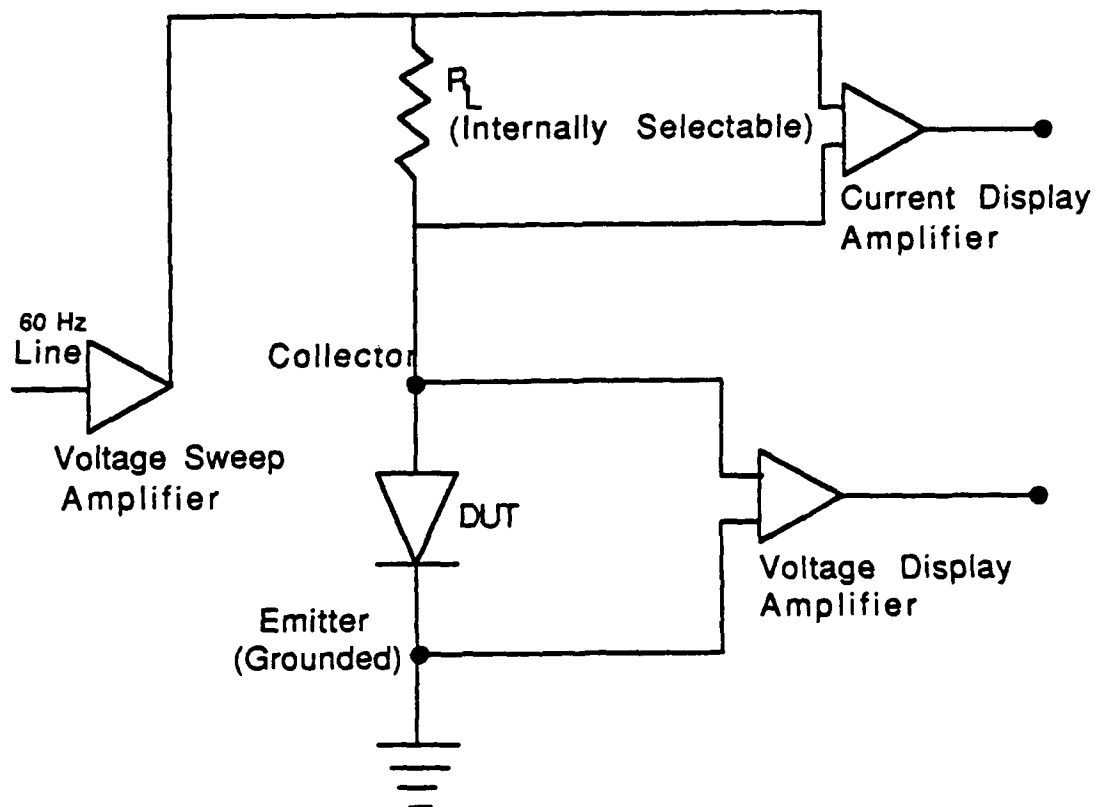 R_L
(Internally Selectable)
Current Display
Amplifier
60 Hz
Line
Collector
Voltage Sweep
Amplifier
DUT
Voltage Display
Amplifier
Emitter
(Grounded)